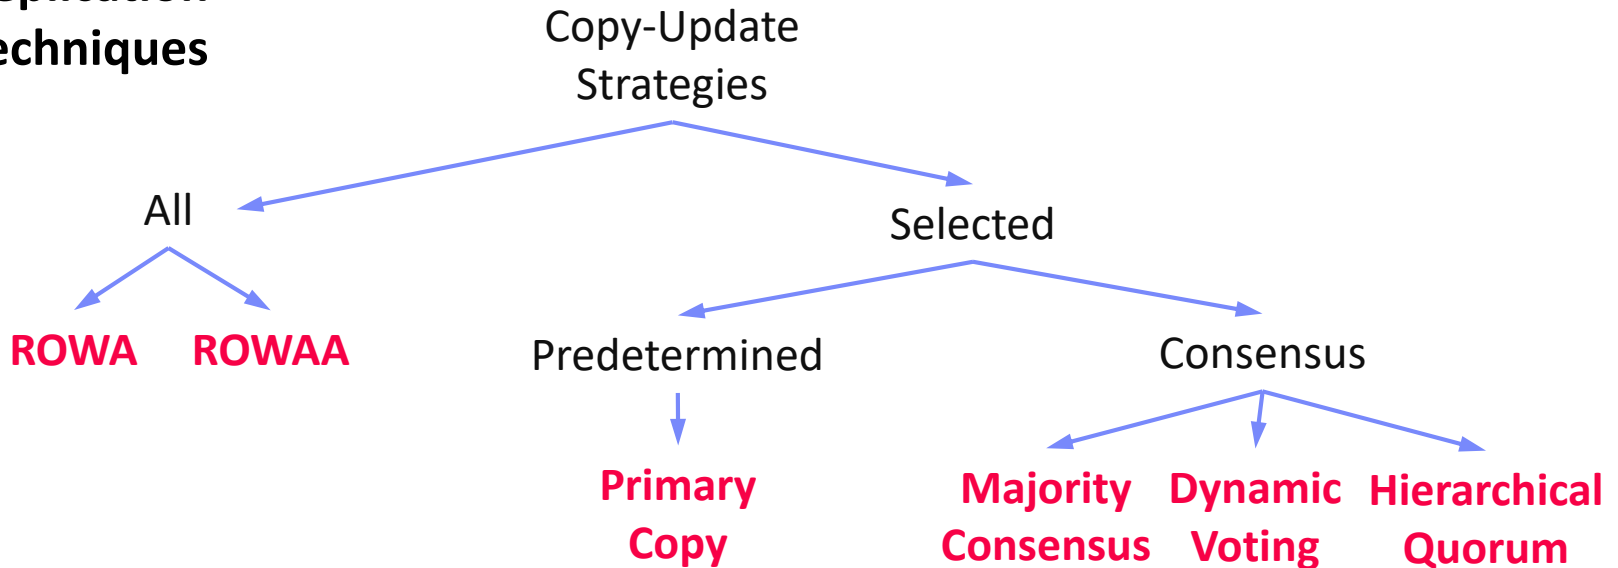 echniques
Copy-Update
Strategies
All
Selected
ROWA
ROWAA
Predetermined
Consensus
Primary
Copy
Majority
Consensus
Dynamic
Voting
Hierarchical
Quorum